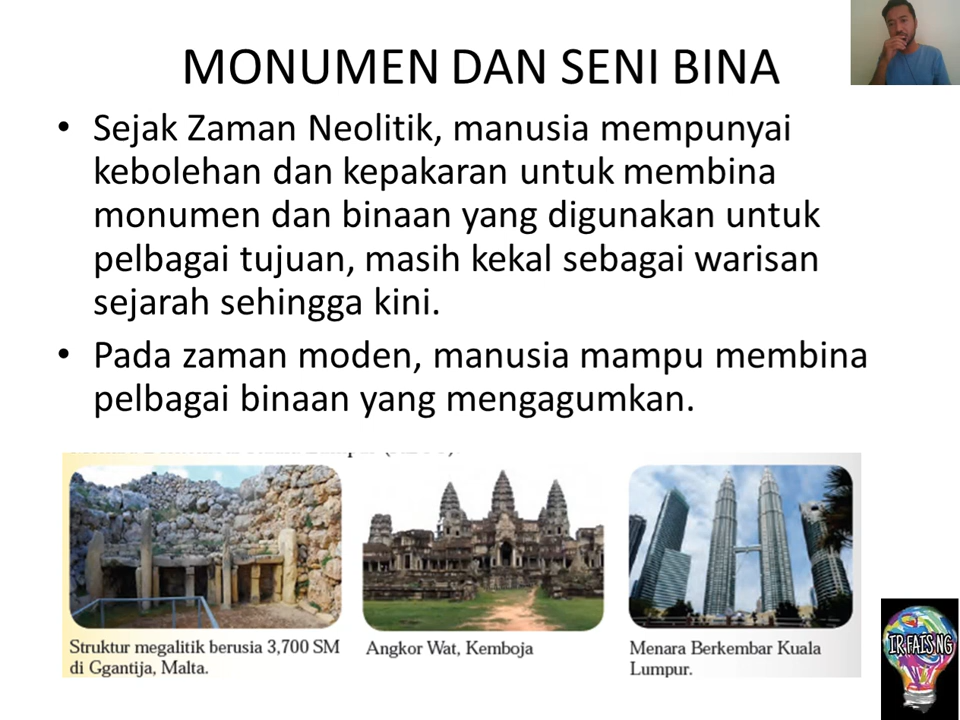 MONUMEN DAN SENI BINA
• Sejak Zaman Neolitik, manusia mempunyai
kebolehan dan kepakaran untuk membina
monumen dan binaan yang digunakan untuk
pelbagai tujuan, masih kekal sebagai warisan
sejarah sehingga kini.
• Pada zaman moden, manusia mampu membina
pelbagai binaan yang mengagumkan.
Struktur megalitik berusia 3,700 SM
di Ggantija, Malta.
Angkor Wat, Kemboja
Menara Berkembar Kuala
Lumpur.
IR FAIS NG